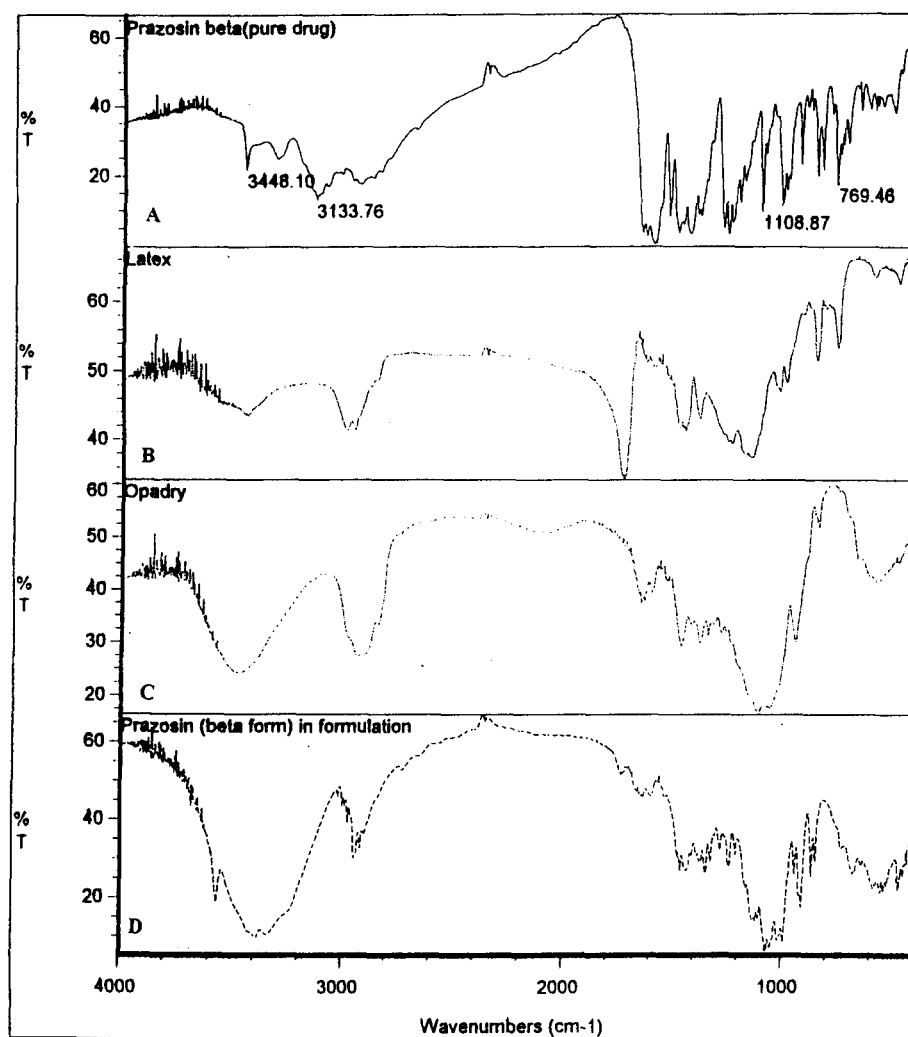 Prazosin beta(pure drug)
60
40
20
%
T
3448.10
3133.76
1108.87
769.46
A
Latex
60
50
40
%
T
B
Opadry
60
50
40
30
20
%
T
C
Prazosin (beta form) in formulation
60
40
20
%
T
D
4000
3000
2000
1000
Wavenumbers (cm-1)